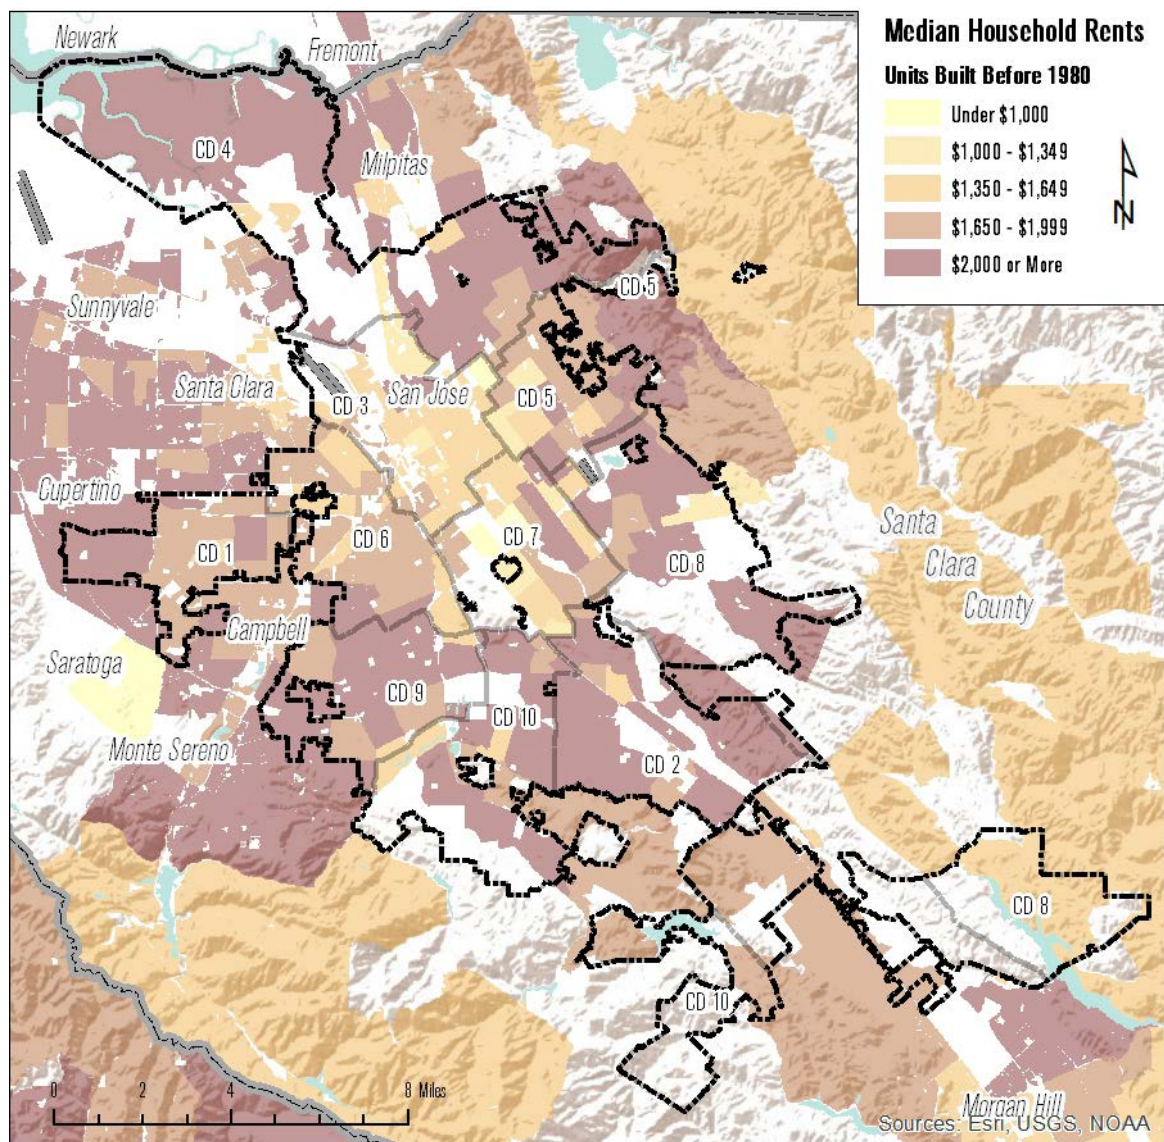 Median Household Rents
Units Built Before 1980
Under $1,000
$1,000 - $1,349
$1,350 - $1,649
$1,650 - $1,999
$2,000 or More
N
Newark
Fremont
CD 4
Milpitas
CD 5
Sunnyvale
Santa Clara
CD 3
San Jose
CD 5
Cupertino
CD 1
CD 6
CD 7
CD 8
Santa
Clara
County
Campbell
Saratoga
CD 9
CD 10
Monte Sereno
CD 2
CD 8
CD 10
0 2 4 8 Miles
Morgan Hill
Sources: Esri, USGS, NOAA